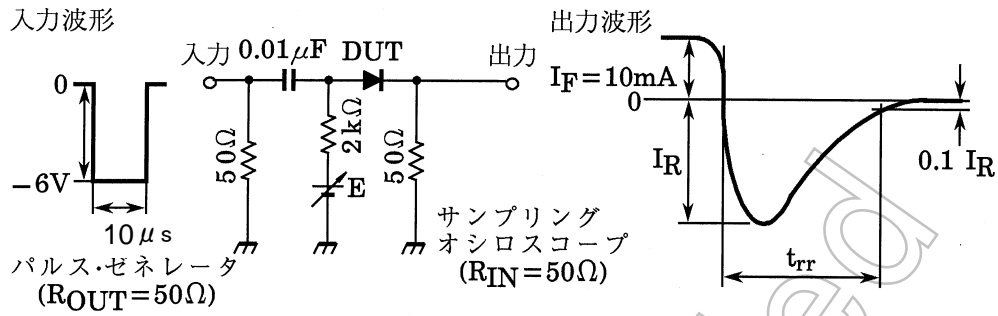 入力波形
0
−6V
10μs
パルス・ゼネレータ
(ROUT=50Ω)
入力 0.01μF DUT 出力
50Ω
2kΩ
E
50Ω
サンプリング
オシロスコープ
(RIN=50Ω)
出力波形
IF=10mA
0
IR
0.1 IR
trr